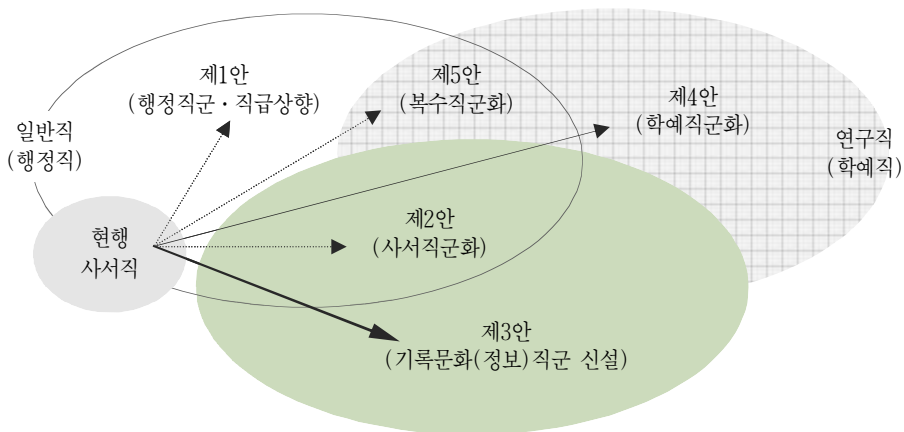 제1안
(행정직군·직급상향)
제5안
(복수직군화)
제4안
(학예직군화)
일반직
(행정직)
연구직
(학예직)
현행
사서직
제2안
(사서직군화)
제3안
(기록문화(정보)직군 신설)